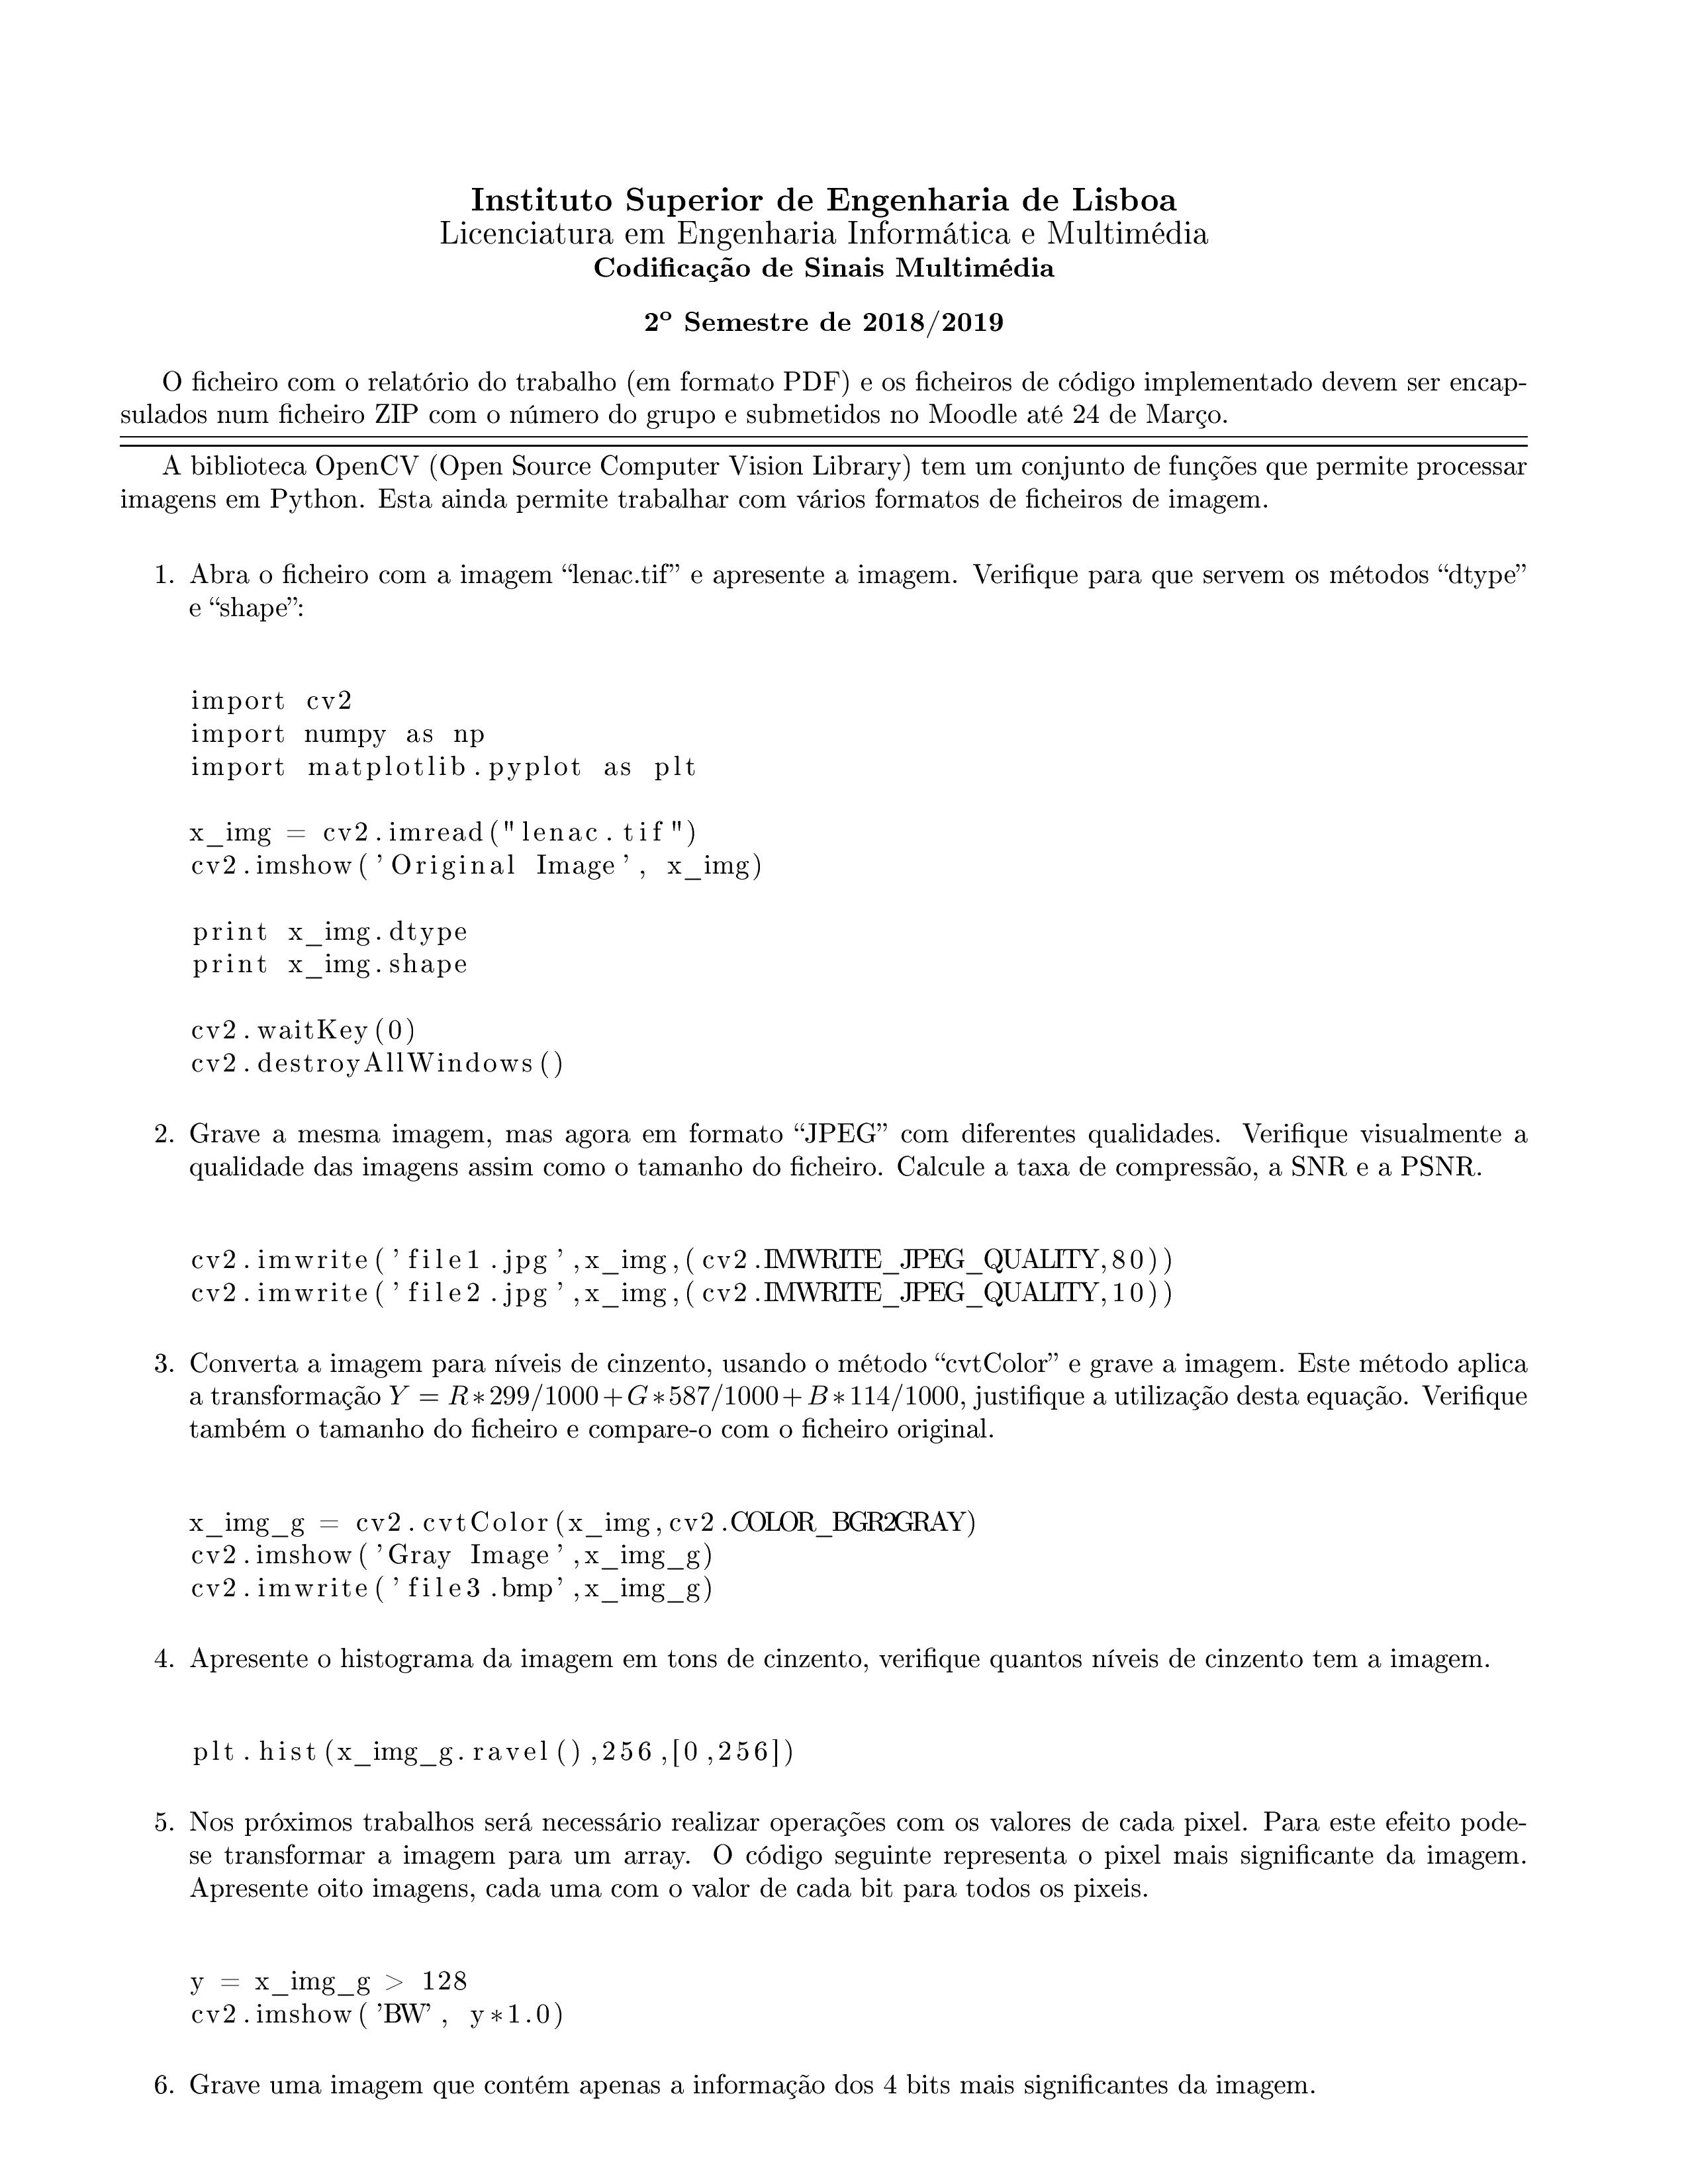 Instituto Superior de Engenharia de Lisboa
Licenciatura em Engenharia Informática e Multimédia
Codificação de Sinais Multimédia
2º Semestre de 2018/2019
O ficheiro com o relatório do trabalho (em formato PDF) e os ficheiros de código implementado devem ser encap-
sulados num ficheiro ZIP com o número do grupo e submetidos no Moodle até 24 de Março.
A biblioteca OpenCV (Open Source Computer Vision Library) tem um conjunto de funções que permite processar
imagens em Python. Esta ainda permite trabalhar com vários formatos de ficheiros de imagem.
1. Abra o ficheiro com a imagem “lenac.tif” e apresente a imagem. Verifique para que servem os métodos “dtype”
e “shape”:
import cv2
import numpy as np
import matplotlib.pyplot as plt
x_img = cv2.imread("lenac.tif")
cv2.imshow('Original Image', x_img)
print x_img.dtype
print x_img.shape
cv2.waitKey(0)
cv2.destroyAllWindows()
2. Grave a mesma imagem, mas agora em formato “JPEG” com diferentes qualidades. Verifique visualmente a
qualidade das imagens assim como o tamanho do ficheiro. Calcule a taxa de compressão, a SNR e a PSNR.
cv2.imwrite('file1.jpg',x_img,(cv2.IMWRITE_JPEG_QUALITY,80))
cv2.imwrite('file2.jpg',x_img,(cv2.IMWRITE_JPEG_QUALITY,10))
3. Converta a imagem para níveis de cinzento, usando o método “cvtColor” e grave a imagem. Este método aplica
a transformação Y = R∗299/1000+G∗587/1000+B∗114/1000, justifique a utilização desta equação. Verifique
também o tamanho do ficheiro e compare-o com o ficheiro original.
x_img_g = cv2.cvtColor(x_img,cv2.COLOR_BGR2GRAY)
cv2.imshow('Gray Image',x_img_g)
cv2.imwrite('file3.bmp',x_img_g)
4. Apresente o histograma da imagem em tons de cinzento, verifique quantos níveis de cinzento tem a imagem.
plt.hist(x_img_g.ravel(),256,[0,256])
5. Nos próximos trabalhos será necessário realizar operações com os valores de cada pixel. Para este efeito pode-
se transformar a imagem para um array. O código seguinte representa o pixel mais significante da imagem.
Apresente oito imagens, cada uma com o valor de cada bit para todos os pixeis.
y = x_img_g > 128
cv2.imshow('BW', y*1.0)
6. Grave uma imagem que contém apenas a informação dos 4 bits mais significantes da imagem.